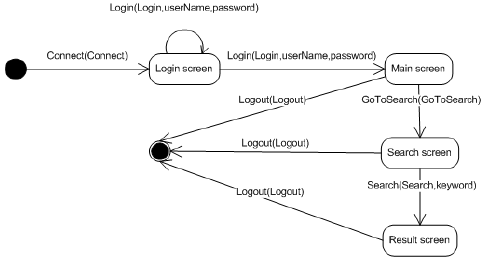 Login(Login,userName,password)
Connect(Connect)
Login(Login,userName,password)
Login screen
Main screen
Logout(Logout)
GoToSearch(GoToSearch)
Logout(Logout)
Search screen
Search(Search,keyword)
Logout(Logout)
Result screen